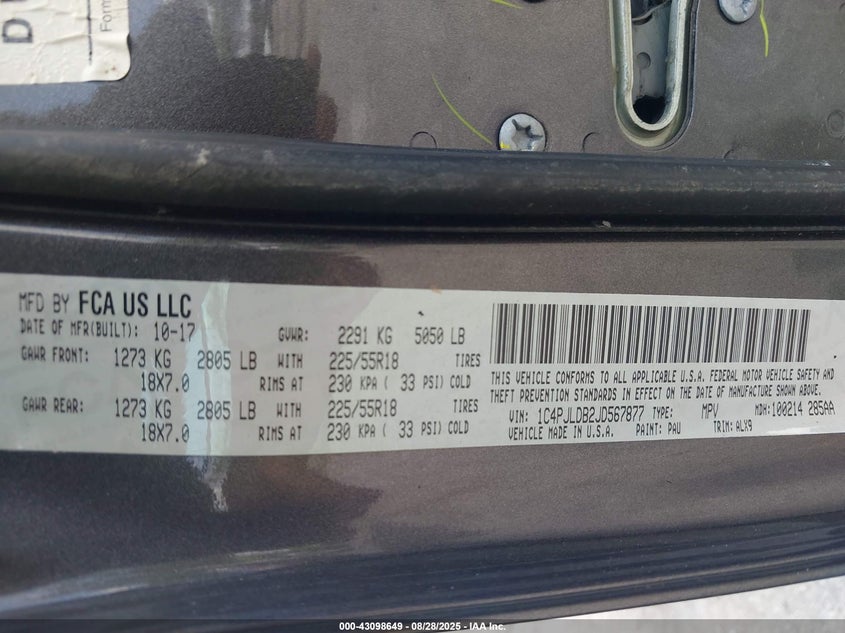 D
Form
MFD BY FCA US LLC
DATE OF MFR(BUILT): 10-17 GVWR: 2291 KG 5050 LB
GAWR FRONT: 1273 KG 2805 LB WITH 225/55R18 TIRES
18X7.0 RIMS AT 230 KPA ( 33 PSI) COLD
GAWR REAR: 1273 KG 2805 LB WITH 225/55R18 TIRES
18X7.0 RIMS AT 230 KPA ( 33 PSI) COLD
THIS VEHICLE CONFORMS TO ALL APPLICABLE U.S.A. FEDERAL MOTOR VEHICLE SAFETY AND
THEFT PREVENTION STANDARDS IN EFFECT ON THE DATE OF MANUFACTURE SHOWN ABOVE.
VIN: 1C4PJLDB2JD567877 TYPE: MPV MDH:100214 285AA
VEHICLE MADE IN U.S.A. PAINT: PAU TRIM: ALX9
000-43098649 - 08/28/2025 - IAA Inc.